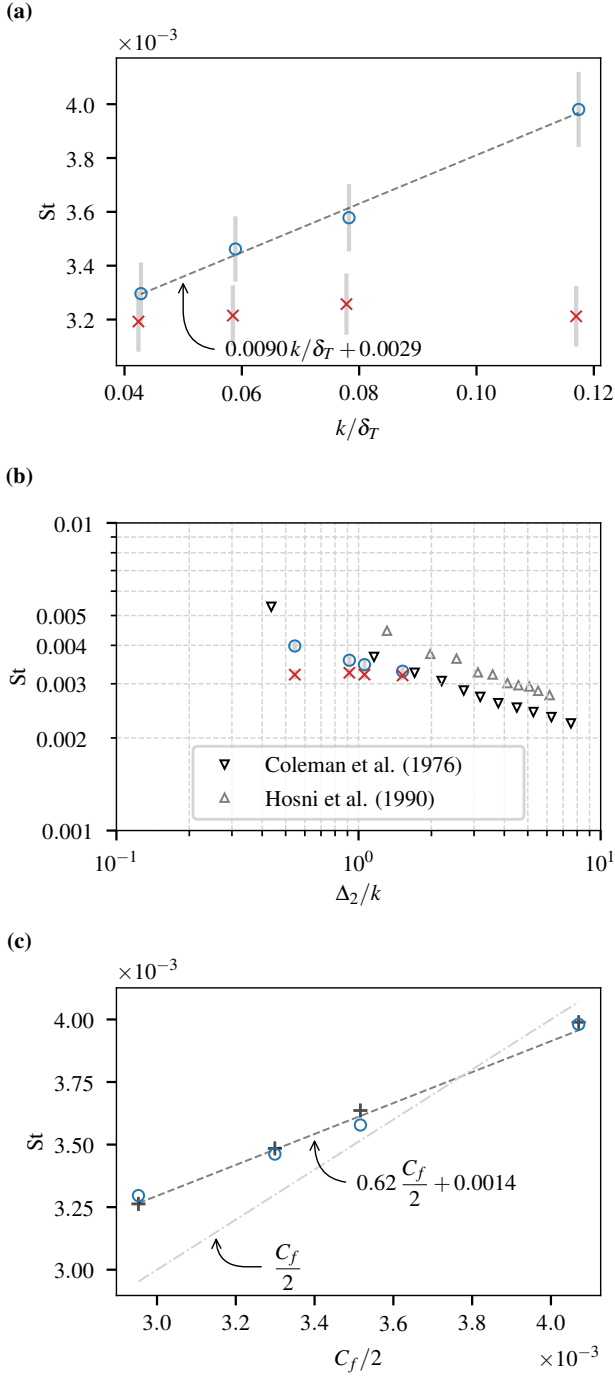 (a)
×10⁻³
4.0
3.8
3.6
3.4
3.2
St
0.0090 k/δ_T + 0.0029
0.04 0.06 0.08 0.10 0.12
k/δ_T
(b)
0.01
0.005
0.004
0.003
0.002
0.001
St
Coleman et al. (1976)
Hosni et al. (1990)
10⁻¹ 10⁰ 10¹
Δ₂/k
(c)
×10⁻³
4.00
3.75
3.50
3.25
3.00
St
0.62 C_f/2 + 0.0014
C_f/2
3.0 3.2 3.4 3.6 3.8 4.0
C_f/2 ×10⁻³